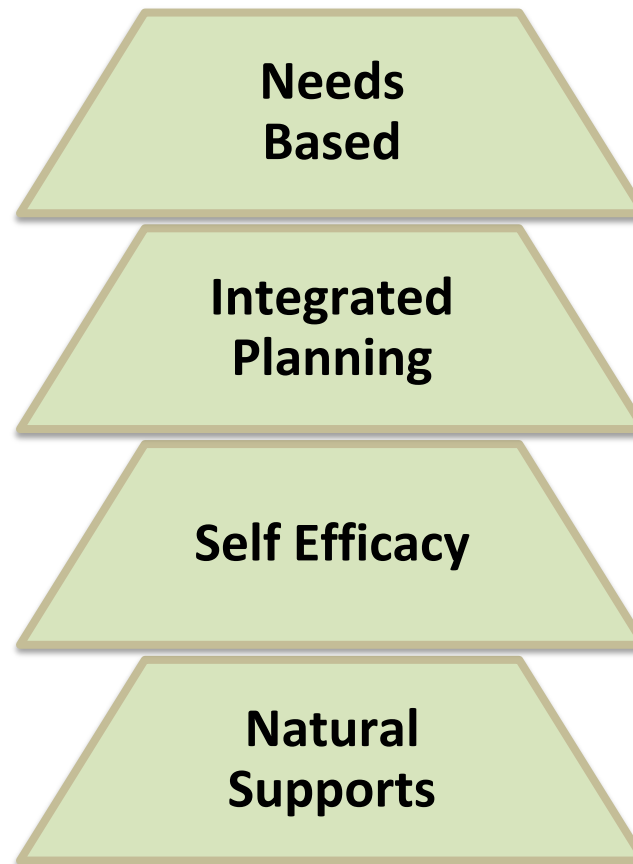 Needs
Based
Integrated
Planning
Self Efficacy
Natural
Supports